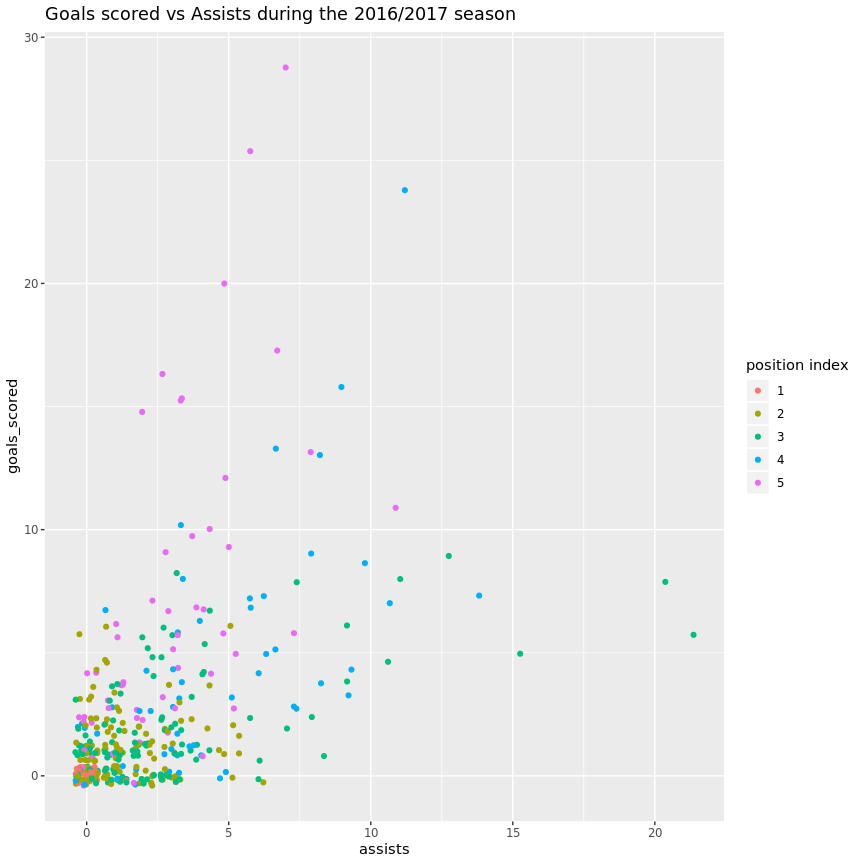 Goals scored vs Assists during the 2016/2017 season
30
20
10
0
goals_scored
0 5 10 15 20
assists
position index
1
2
3
4
5